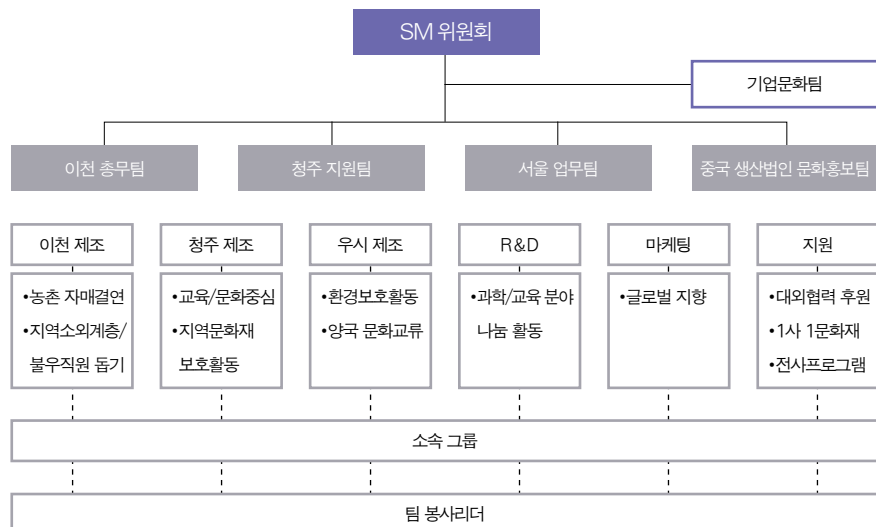 SM 위원회
기업문화팀
이천 총무팀
청주 지원팀
서울 업무팀
중국 생산법인 문화홍보팀
이천 제조
청주 제조
우시 제조
R&D
마케팅
지원
•농촌 자매결연
•지역소외계층/
불우직원 돕기
•교육/문화중심
•지역문화재
보호활동
•환경보호활동
•양국 문화교류
•과학/교육 분야
나눔 활동
•글로벌 지향
•대외협력 후원
•1사 1문화재
•전사프로그램
소속 그룹
팀 봉사리더